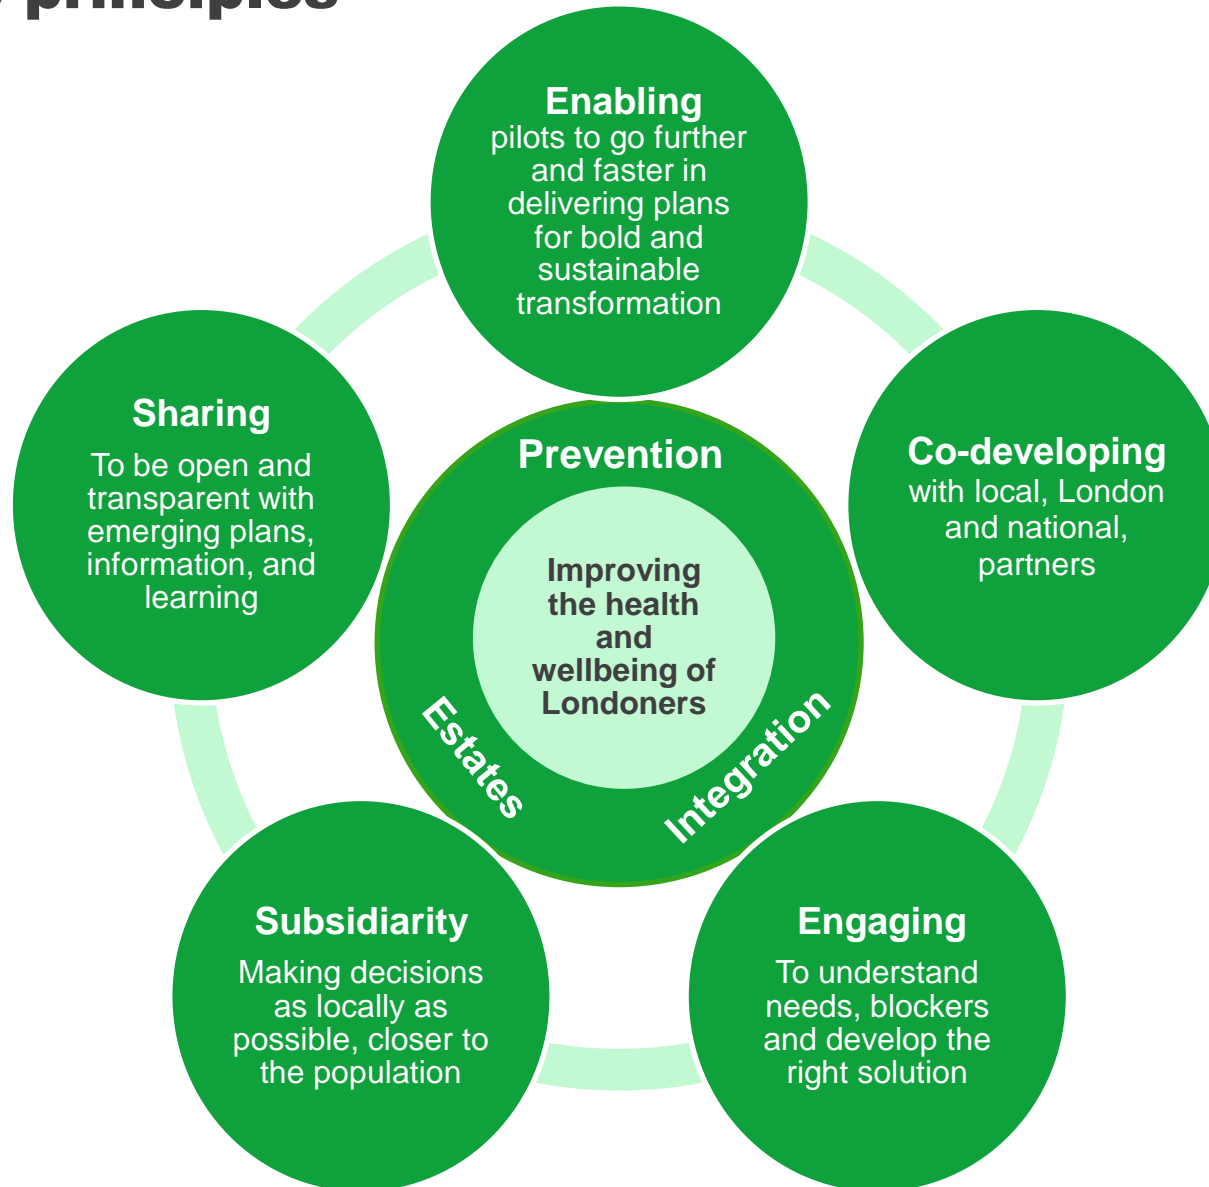 principles
Enabling
pilots to go further
and faster in
delivering plans
for bold and
sustainable
transformation
Sharing
To be open and
transparent with
emerging plans,
information, and
learning
Co-developing
with local, London
and national,
partners
Prevention
Improving
the health
and
wellbeing of
Londoners
Estates
Integration
Subsidiarity
Making decisions
as locally as
possible, closer to
the population
Engaging
To understand
needs, blockers
and develop the
right solution